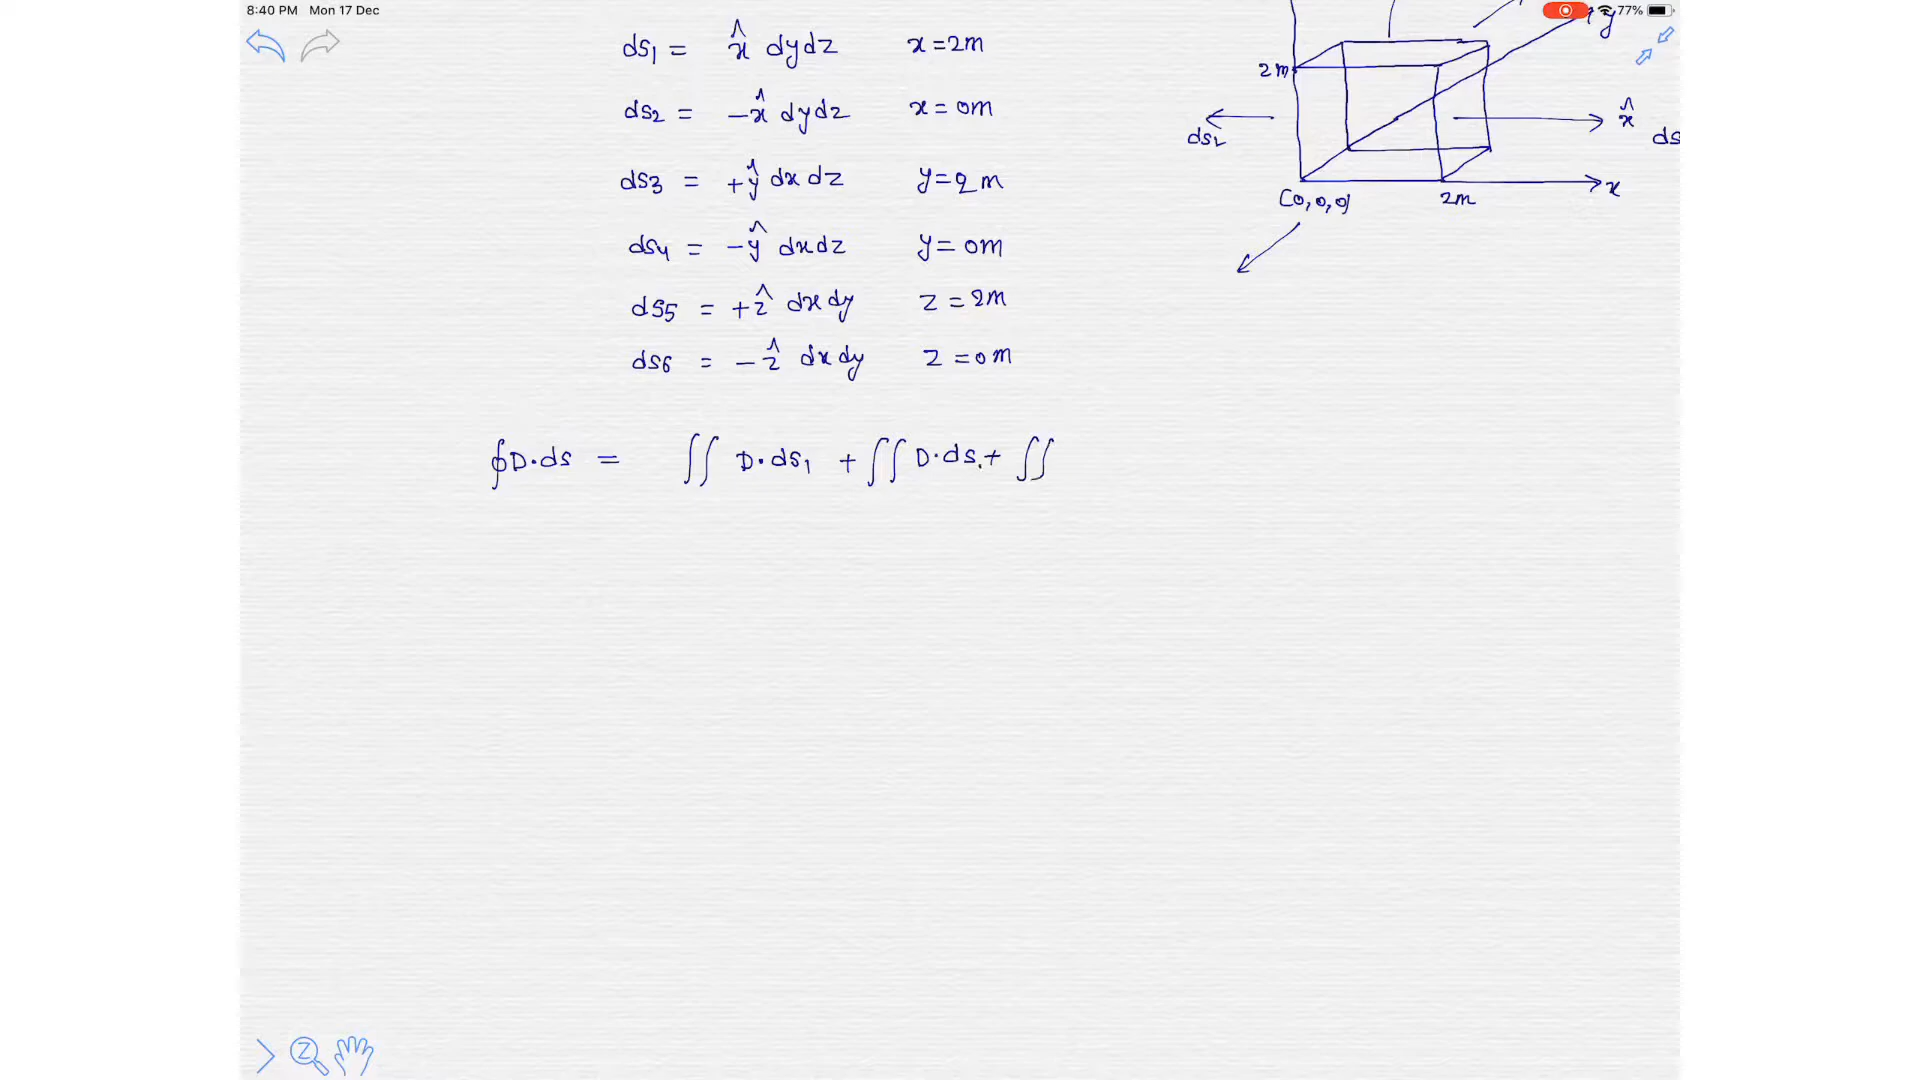 8:40 PM Mon 17 Dec
77%
ds1 = x̂ dydz x=2m
ds2 = -x̂ dydz x=0m
ds3 = +ŷ dx dz y=2m
ds4 = -ŷ dxdz y=0m
ds5 = +ẑ dx dy z=2m
ds6 = -ẑ dx dy z=0m
y
2m
x̂
ds2
ds
x
(0,0,0)
2m
∮D·ds = ∬ D·ds1 + ∬ D·ds + ∬
Z